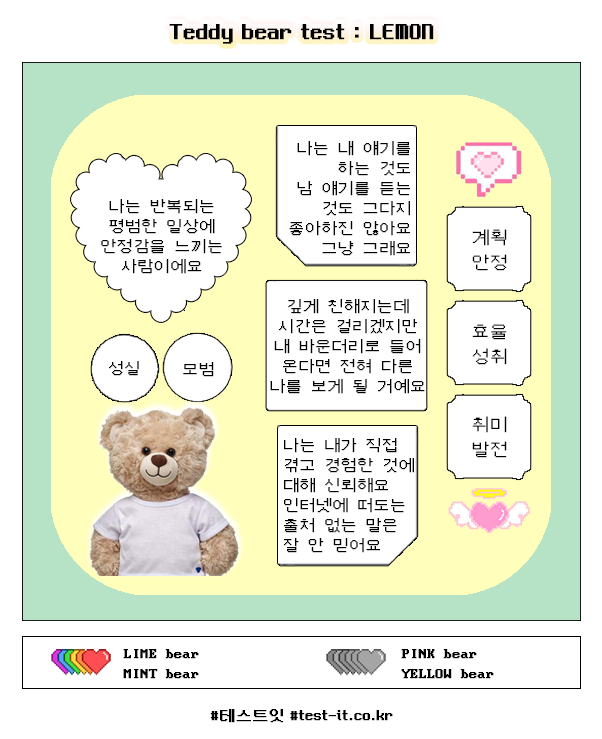 Teddy bear test : LEMON
나는 반복되는
평범한 일상에
안정감을 느끼는
사람이에요
나는 내 얘기를
하는 것도
남 얘기를 듣는
것도 그다지
좋아하진 않아요
그냥 그래요
계획
안정
깊게 친해지는데
시간은 걸리겠지만
내 바운더리로 들어
온다면 전혀 다른
나를 보게 될 거예요
효율
성취
성실
모범
취미
발전
나는 내가 직접
겪고 경험한 것에
대해 신뢰해요
인터넷에 떠도는
출처 없는 말은
잘 안 믿어요
LIME bear
MINT bear
PINK bear
YELLOW bear
#테스트잇 #test-it.co.kr